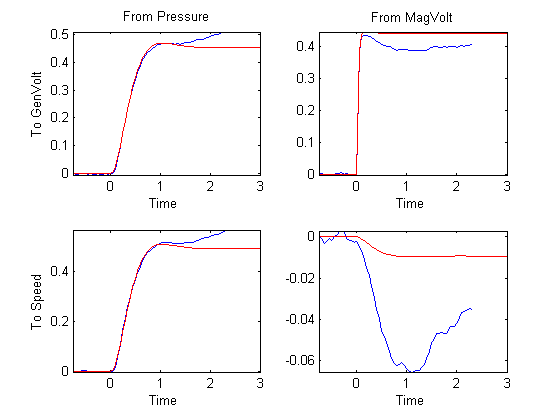 From Pressure
From MagVolt
To GenVolt
0.5
0.4
0.3
0.2
0.1
0
0 1 2 3
Time
0.4
0.3
0.2
0.1
0
0 1 2 3
Time
To Speed
0.4
0.2
0
0 1 2 3
Time
0
-0.02
-0.04
-0.06
0 1 2 3
Time